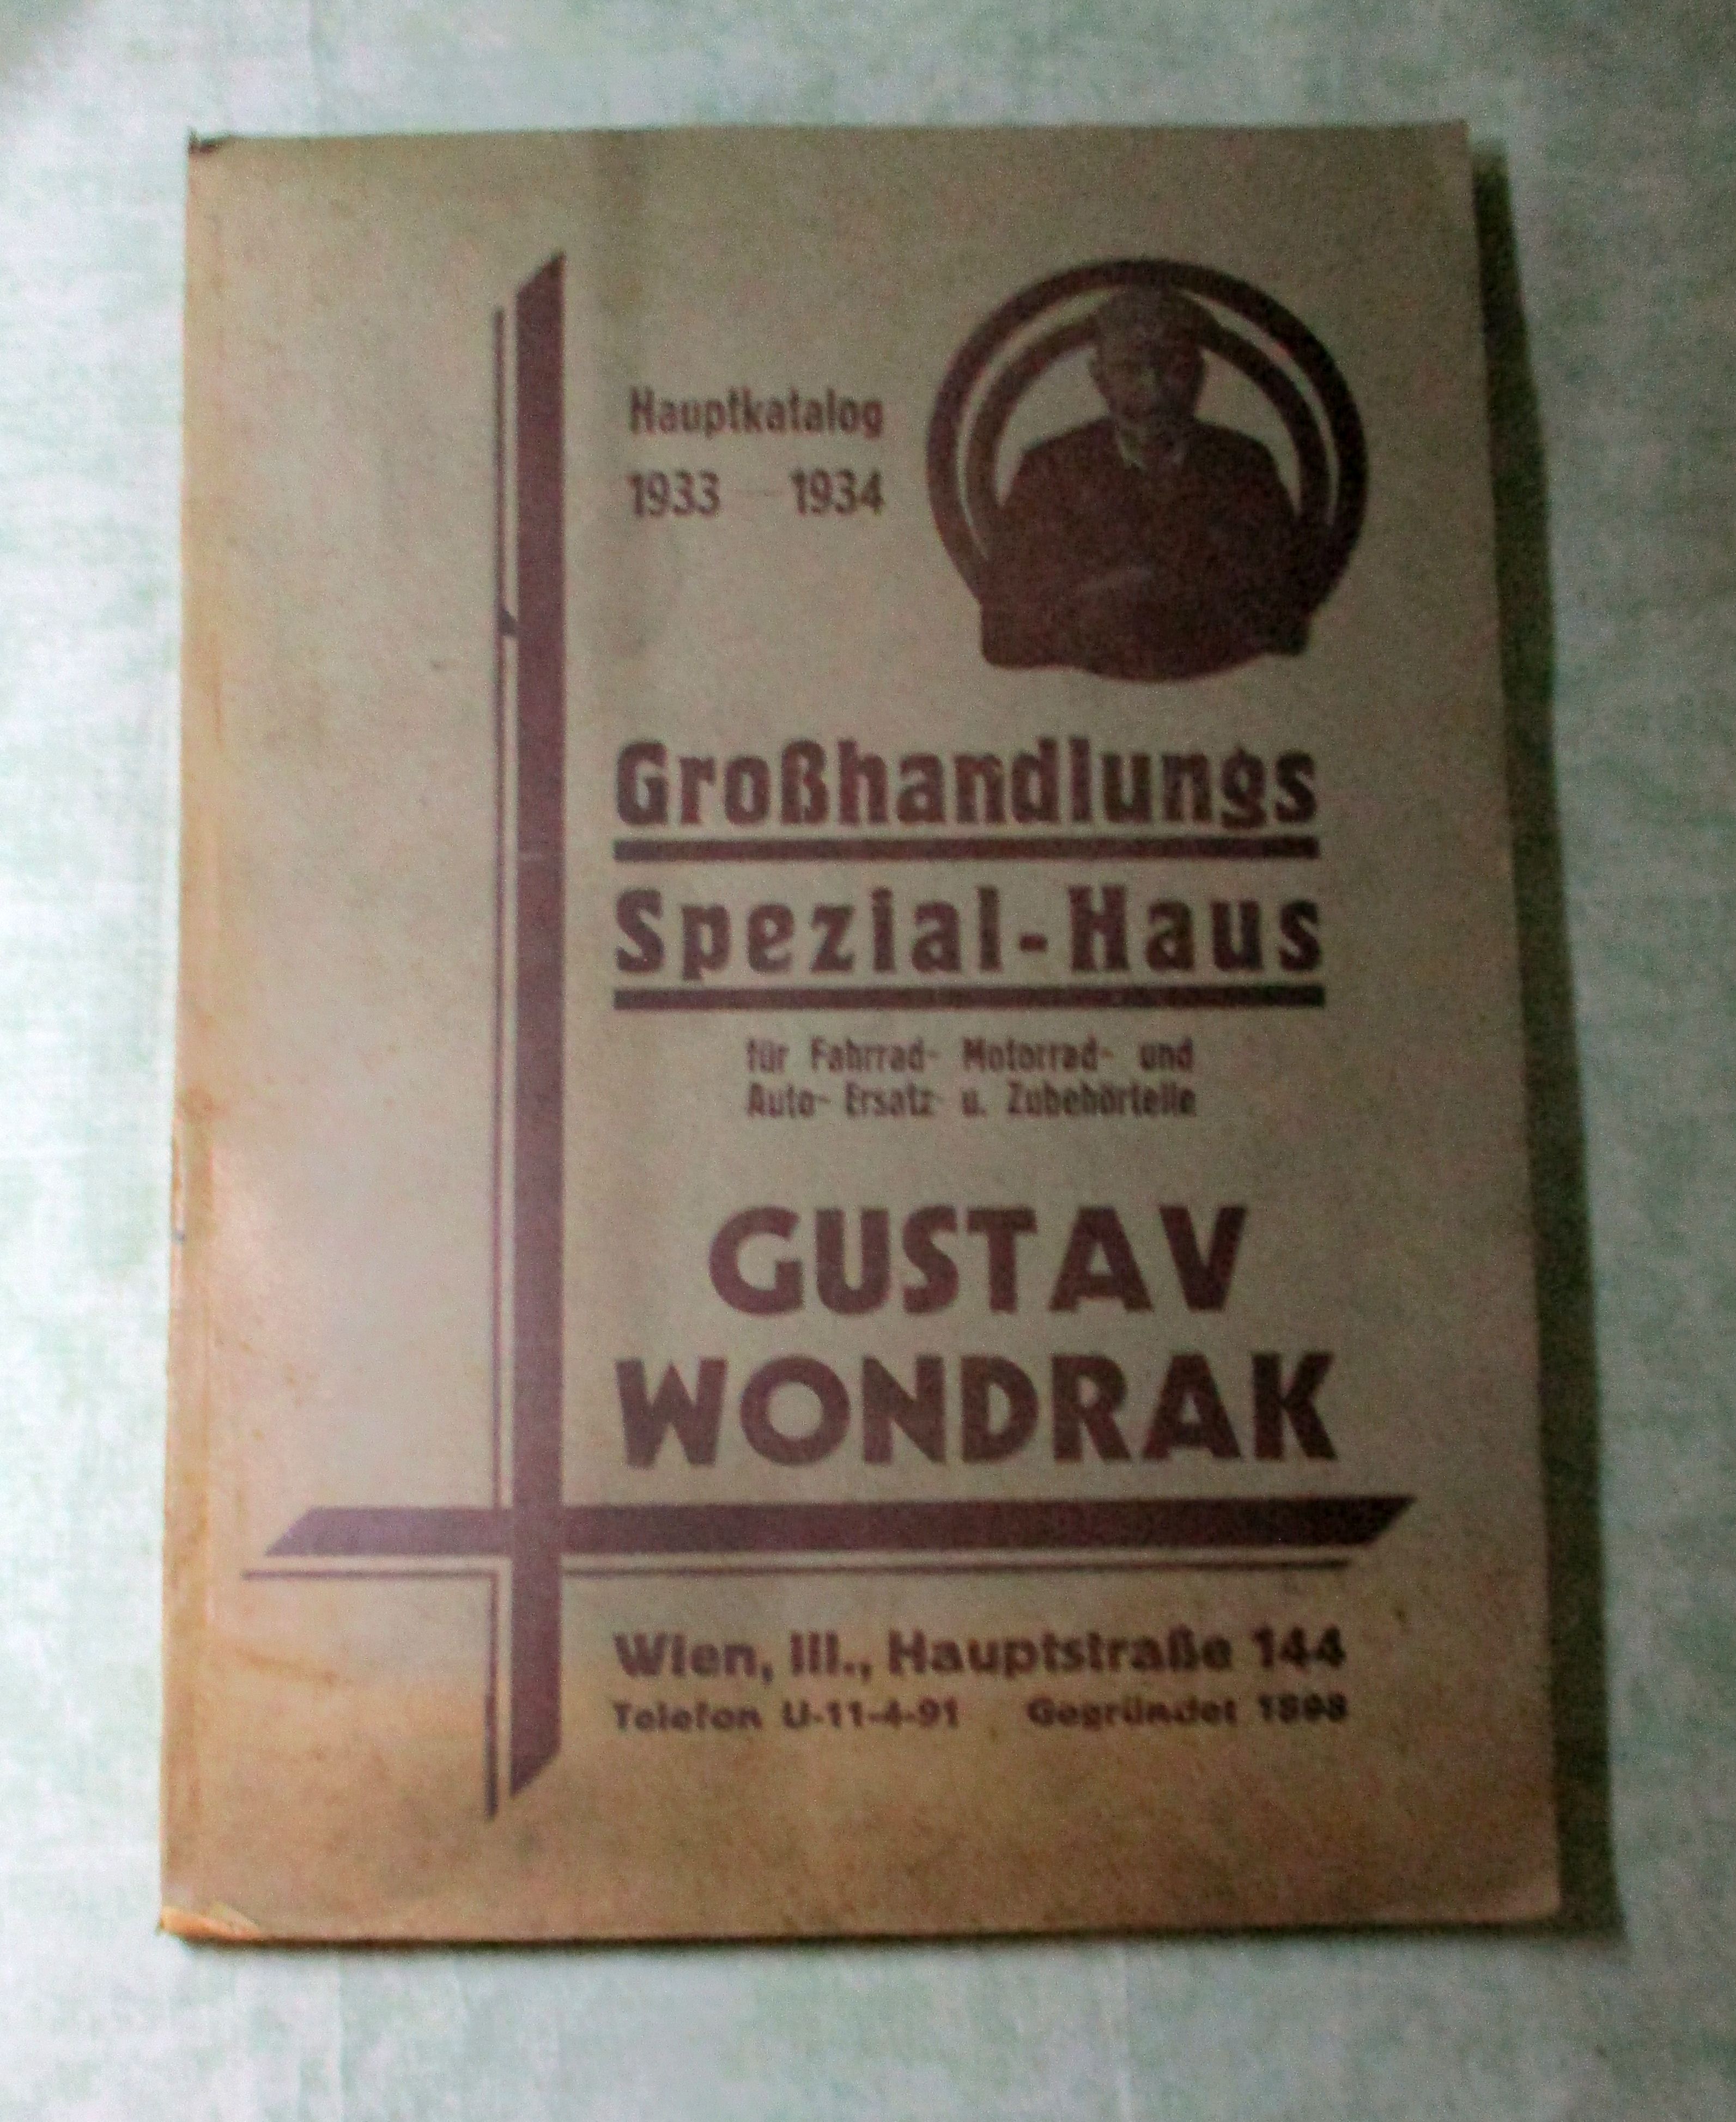 Hauptkatalog
1933 — 1934
Großhandlungs
Spezial-Haus
für Fahrrad- Motorrad- und
Auto- Ersatz- u. Zubehörteile
GUSTAV
WONDRAK
Wien, III., Hauptstraße 144
Telefon U-11-4-91 Gegründet 1898